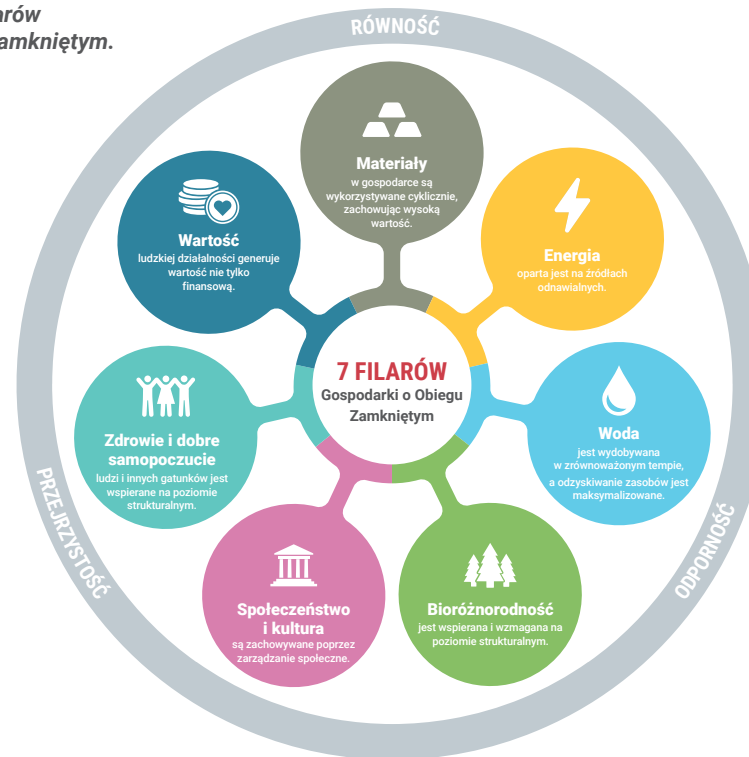 amkniętym.
RÓWNOŚĆ
Materiały
w gospodarce są
wykorzystywane cyklicznie,
zachowując wysoką
wartość.
Energia
oparta jest na źródłach
odnawialnych.
Woda
jest wydobywana
w zrównoważonym tempie,
a odzyskiwanie zasobów jest
maksymalizowane.
Bioróżnorodność
jest wspierana i wzmagana na
poziomie strukturalnym.
Społeczeństwo
i kultura
są zachowywane poprzez
zarządzanie społeczne.
Zdrowie i dobre
samopoczucie
ludzi i innych gatunków jest
wspierane na poziomie
strukturalnym.
Wartość
ludzkiej działalności generuje
wartość nie tylko
finansową.
7 FILARÓW
Gospodarki o Obiegu
Zamkniętym
PRZEJRZYSTOŚĆ
ODPORNOŚĆ